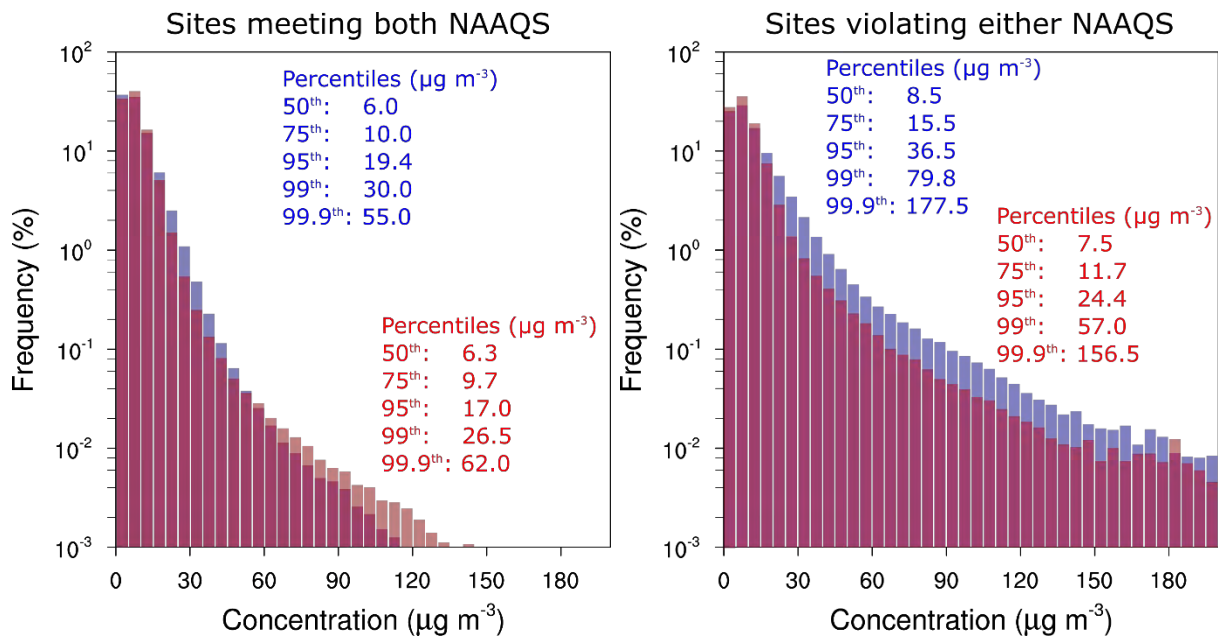 Sites meeting both NAAQS
Percentiles (µg m⁻³)
50ᵗʰ: 6.0
75ᵗʰ: 10.0
95ᵗʰ: 19.4
99ᵗʰ: 30.0
99.9ᵗʰ: 55.0
Percentiles (µg m⁻³)
50ᵗʰ: 6.3
75ᵗʰ: 9.7
95ᵗʰ: 17.0
99ᵗʰ: 26.5
99.9ᵗʰ: 62.0
Frequency (%)
10²
10¹
10⁰
10⁻¹
10⁻²
10⁻³
0 30 60 90 120 150 180
Concentration (µg m⁻³)
Sites violating either NAAQS
Percentiles (µg m⁻³)
50ᵗʰ: 8.5
75ᵗʰ: 15.5
95ᵗʰ: 36.5
99ᵗʰ: 79.8
99.9ᵗʰ: 177.5
Percentiles (µg m⁻³)
50ᵗʰ: 7.5
75ᵗʰ: 11.7
95ᵗʰ: 24.4
99ᵗʰ: 57.0
99.9ᵗʰ: 156.5
Frequency (%)
10²
10¹
10⁰
10⁻¹
10⁻²
10⁻³
0 30 60 90 120 150 180
Concentration (µg m⁻³)